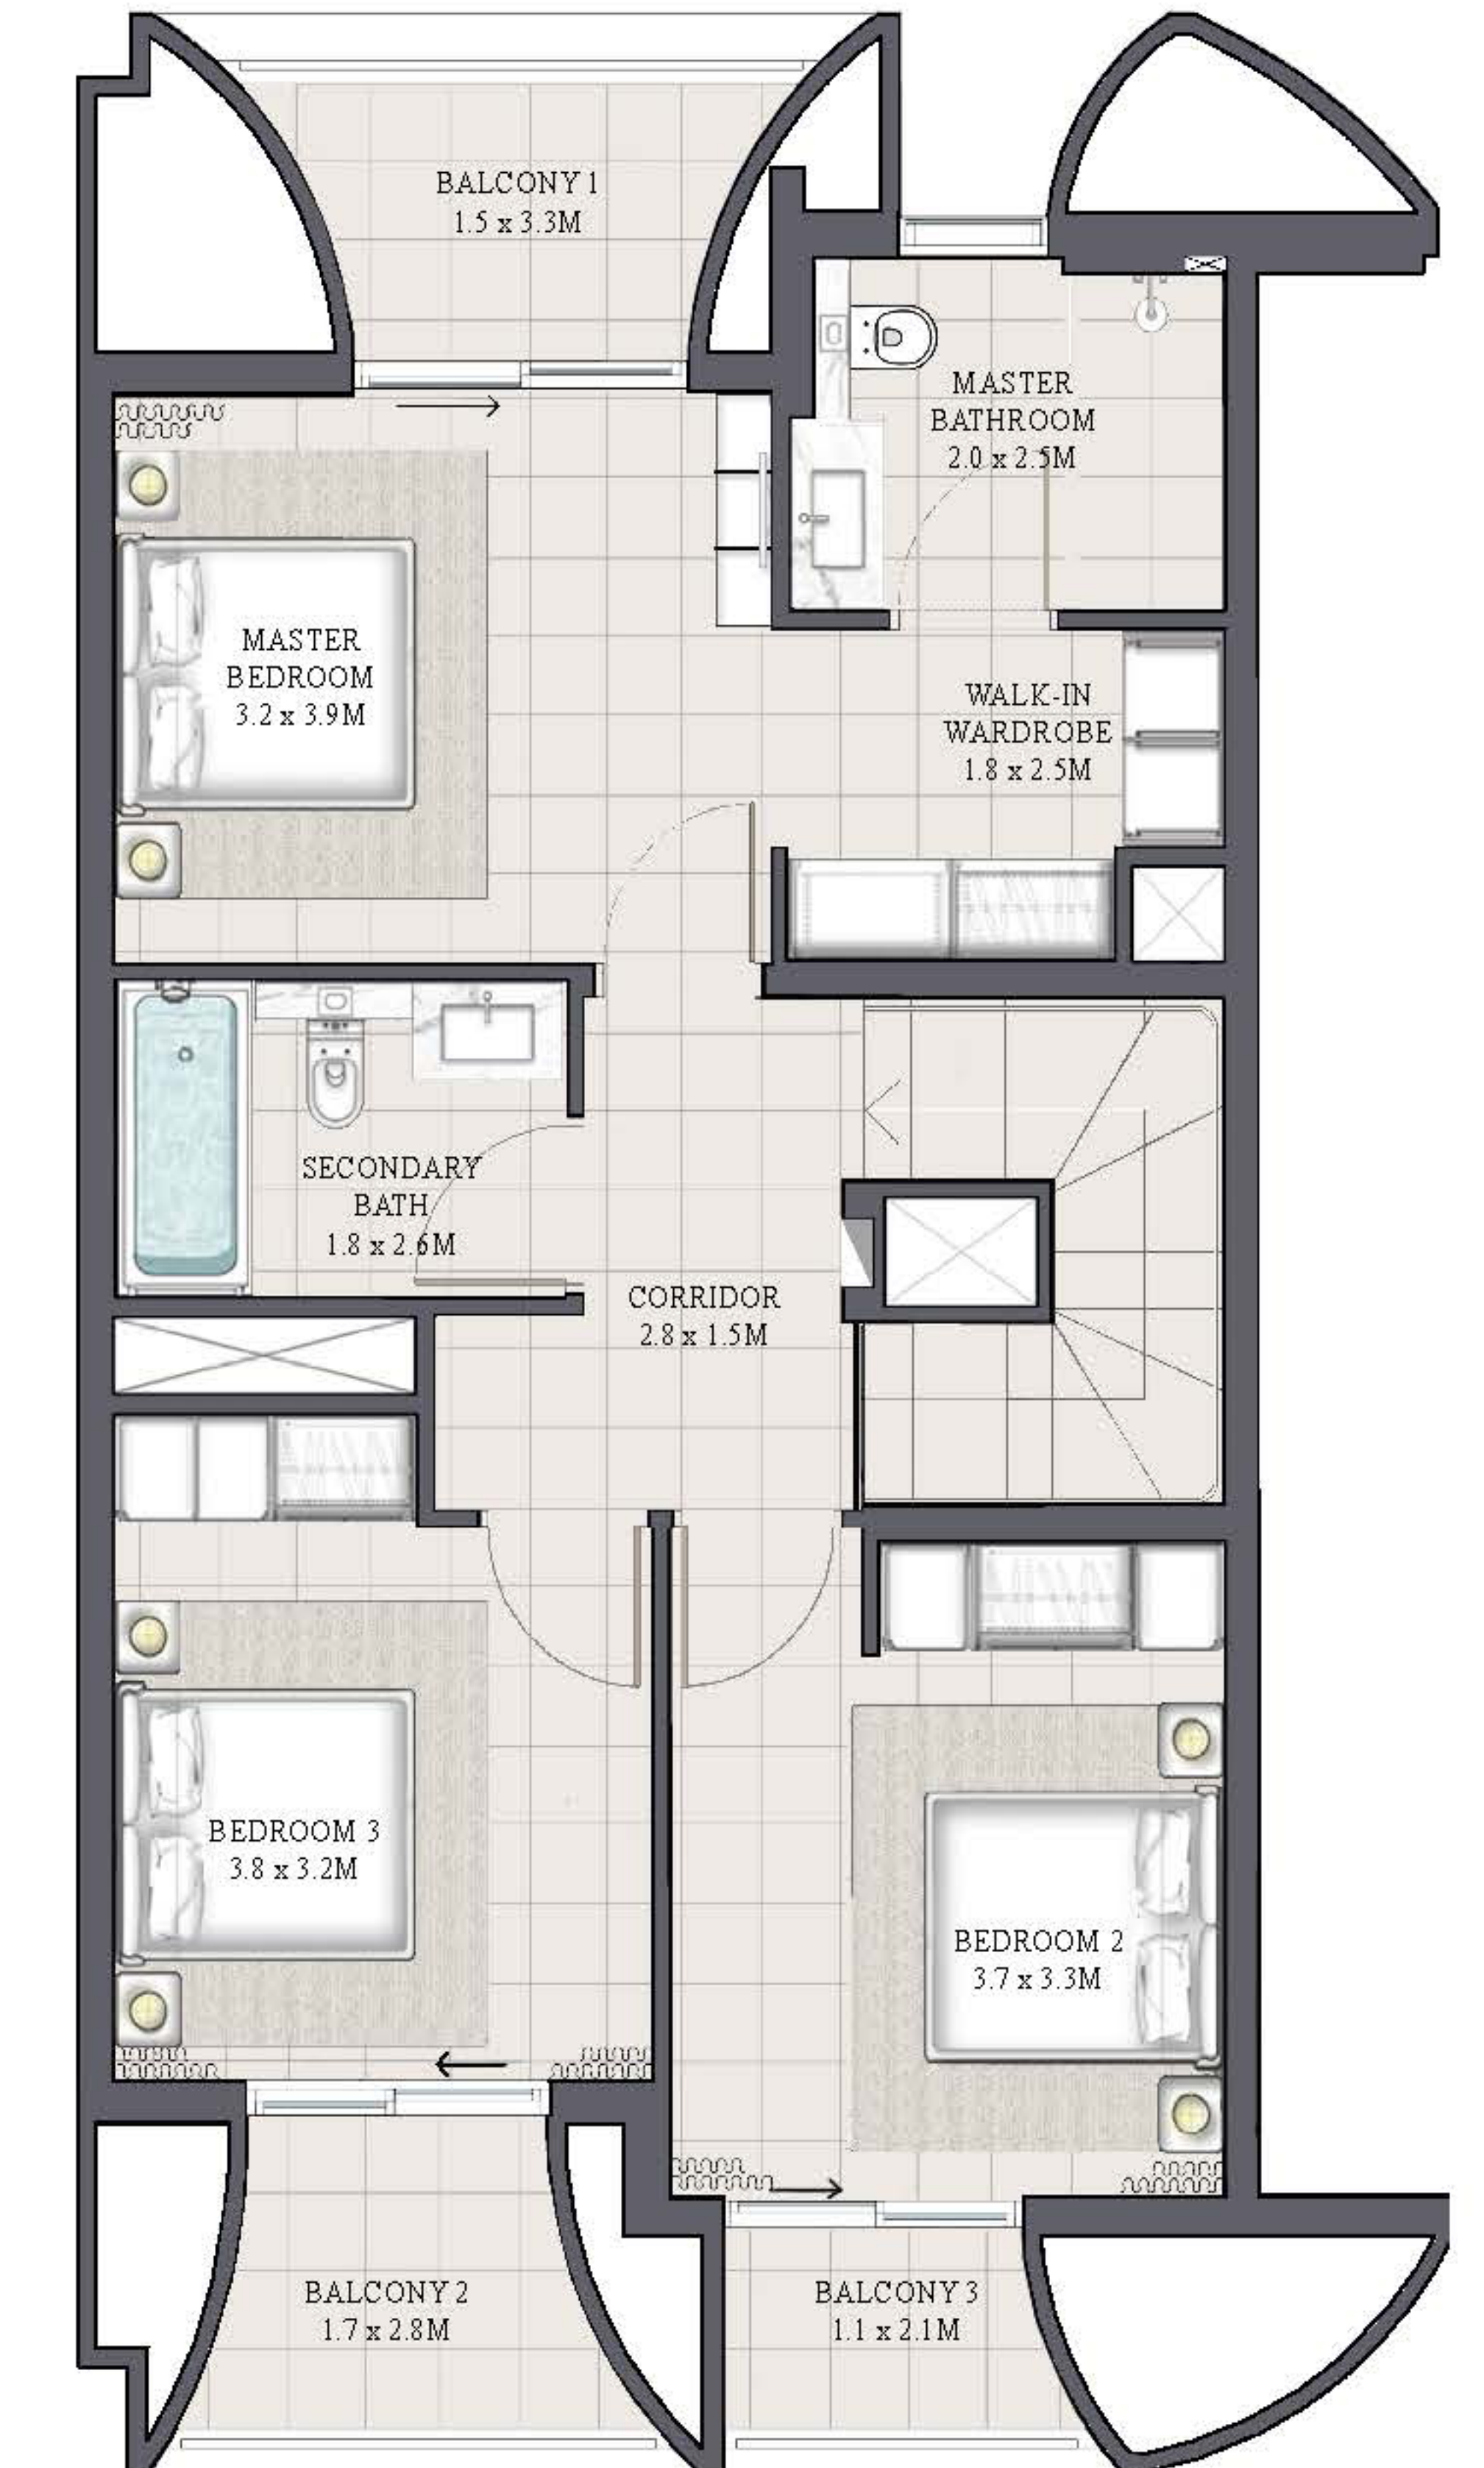 BALCONY 1
1.5 x 3.3M
MASTER
BATHROOM
2.0 x 2.5M
MASTER
BEDROOM
3.2 x 3.9M
WALK-IN
WARDROBE
1.8 x 2.5M
SECONDARY
BATH
1.8 x 2.6M
CORRIDOR
2.8 x 1.5M
BEDROOM 3
3.8 x 3.2M
BEDROOM 2
3.7 x 3.3M
BALCONY 2
1.7 x 2.8M
BALCONY 3
1.1 x 2.1M